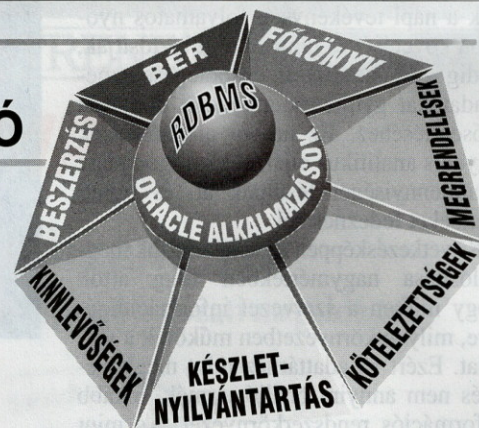 Ó
BÉR
FŐKÖNYV
BESZERZÉS
RDBMS
MEGRENDELÉSEK
ORACLE ALKALMAZÁSOK
KINNLEVŐSÉGEK
KÖTELEZETTSÉGEK
KÉSZLET-
NYILVÁNTARTÁS